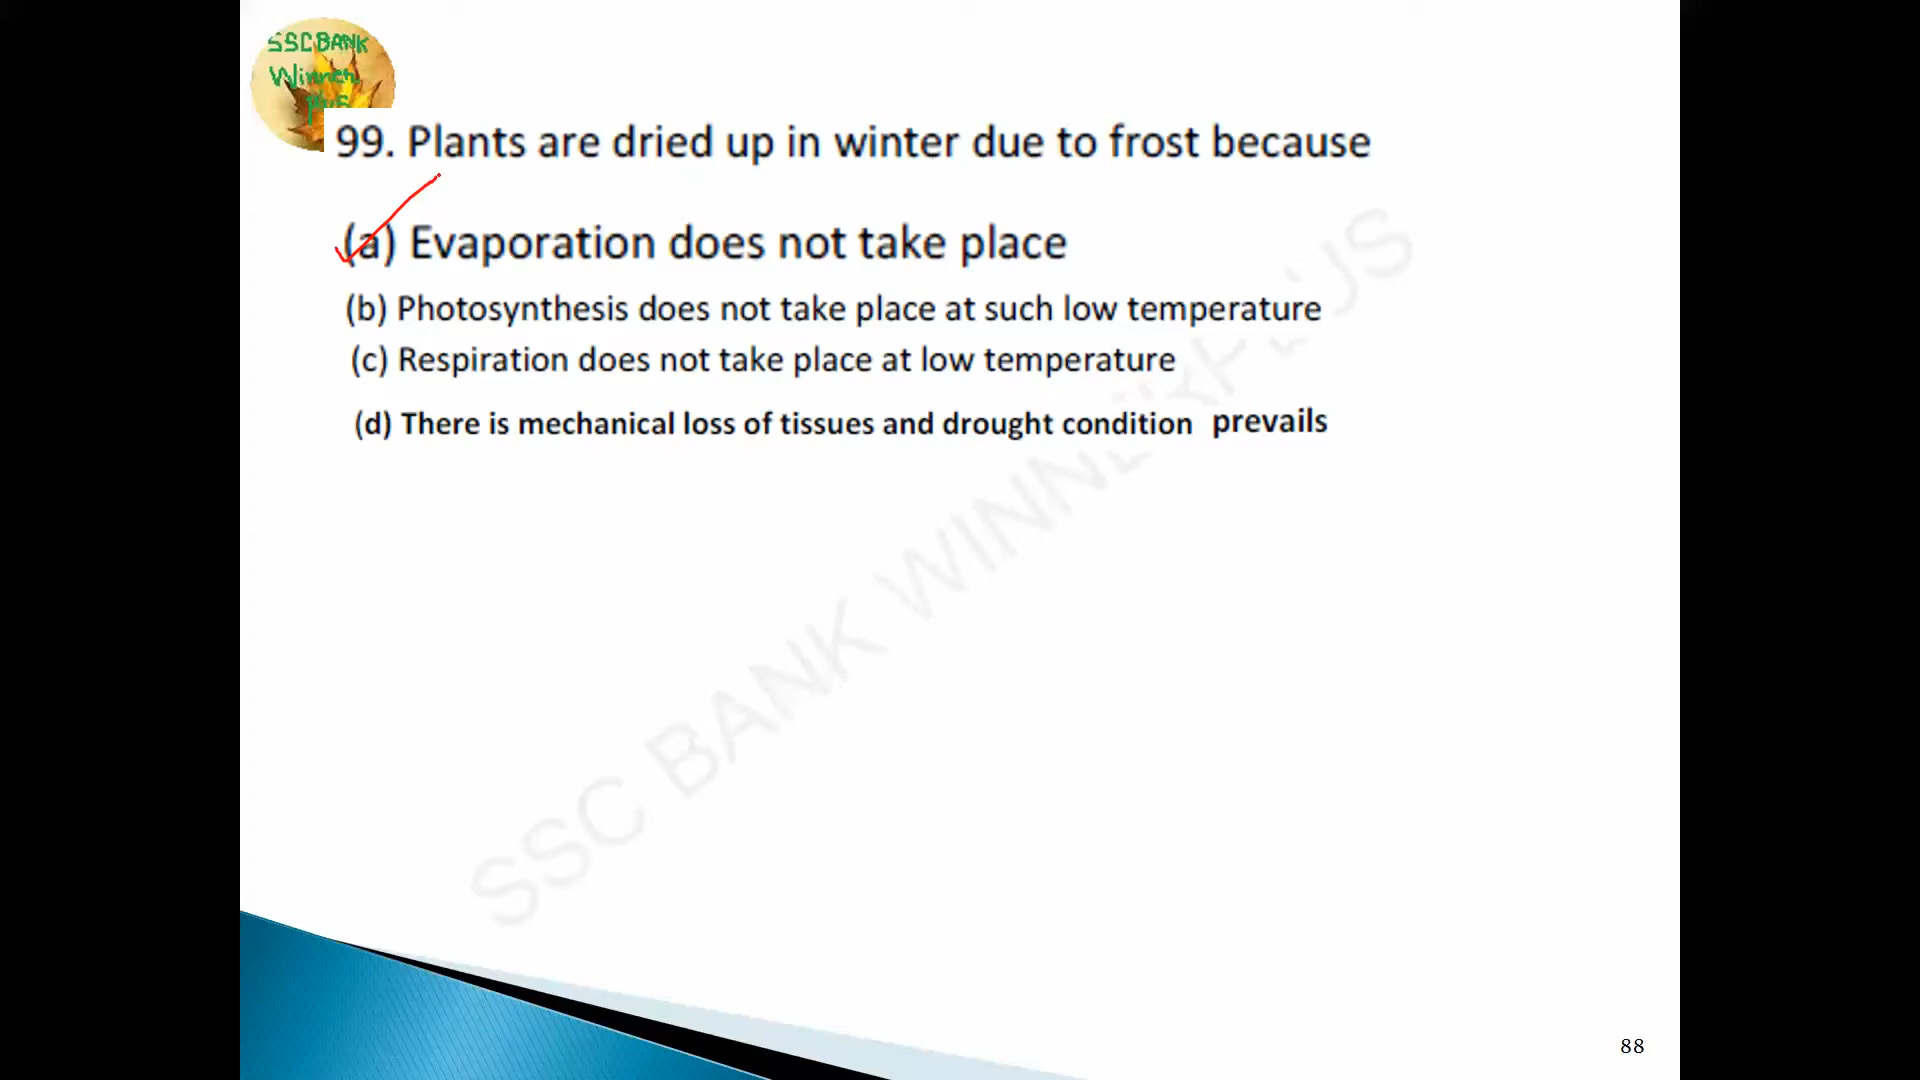 SSC BANK
Winner
Plus
99. Plants are dried up in winter due to frost because
(a) Evaporation does not take place
(b) Photosynthesis does not take place at such low temperature
(c) Respiration does not take place at low temperature
(d) There is mechanical loss of tissues and drought condition prevails
SSC BANK WINNER PLUS
88